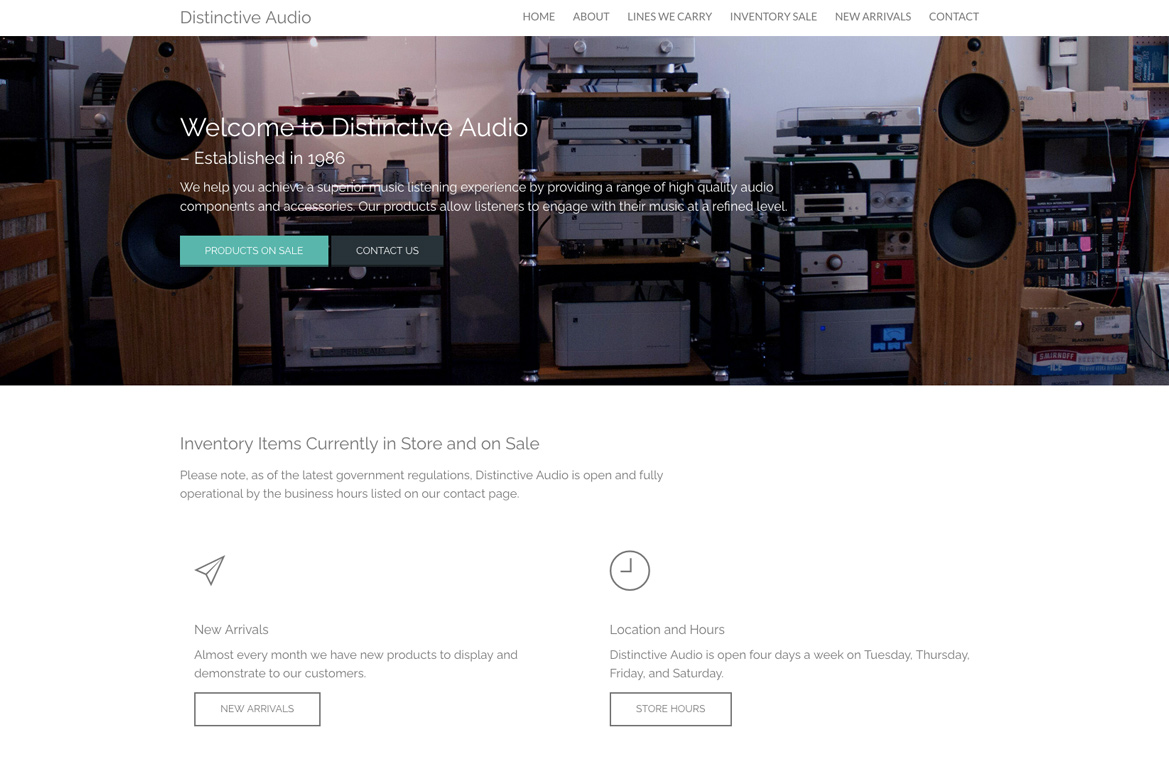 Distinctive Audio
HOME ABOUT LINES WE CARRY INVENTORY SALE NEW ARRIVALS CONTACT
Welcome to Distinctive Audio
– Established in 1986
We help you achieve a superior music listening experience by providing a range of high quality audio
components and accessories. Our products allow listeners to engage with their music at a refined level.
PRODUCTS ON SALE CONTACT US
SMIRNOFF
Inventory Items Currently in Store and on Sale
Please note, as of the latest government regulations, Distinctive Audio is open and fully
operational by the business hours listed on our contact page.
New Arrivals
Almost every month we have new products to display and
demonstrate to our customers.
NEW ARRIVALS
Location and Hours
Distinctive Audio is open four days a week on Tuesday, Thursday,
Friday, and Saturday.
STORE HOURS